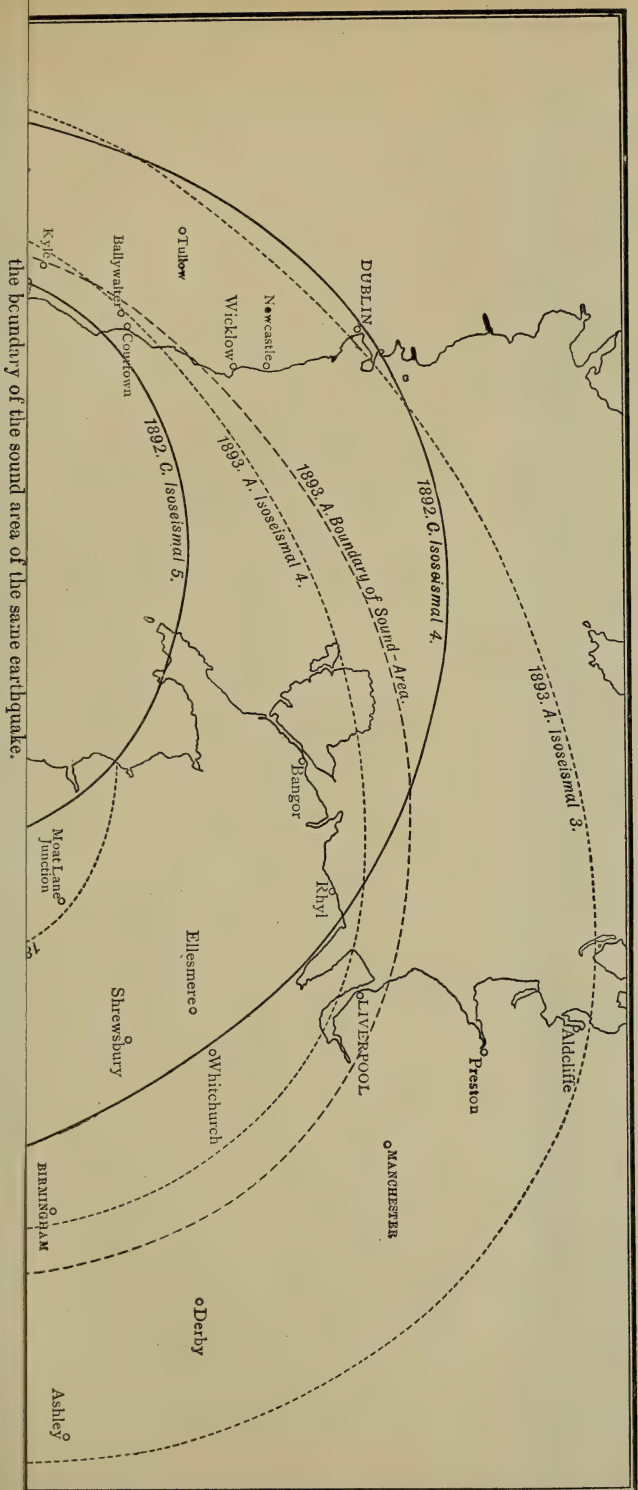 DUBLIN
Tullow
Newcastle
Wicklow
Kyle
Ballywalter
Courtown
1892. C. Isoseismal 5.
1893. A. Isoseismal 4.
1893. A. Boundary of Sound-Area.
1892. C. Isoseismal 4.
1893. A. Isoseismal 3.
Bangor
Rhyl
Moat Lane
Junction
Ellesmere
Shrewsbury
Whitchurch
LIVERPOOL
Preston
Aldcliffe
MANCHESTER
BIRMINGHAM
Derby
Ashley
the boundary of the sound area of the same earthquake.